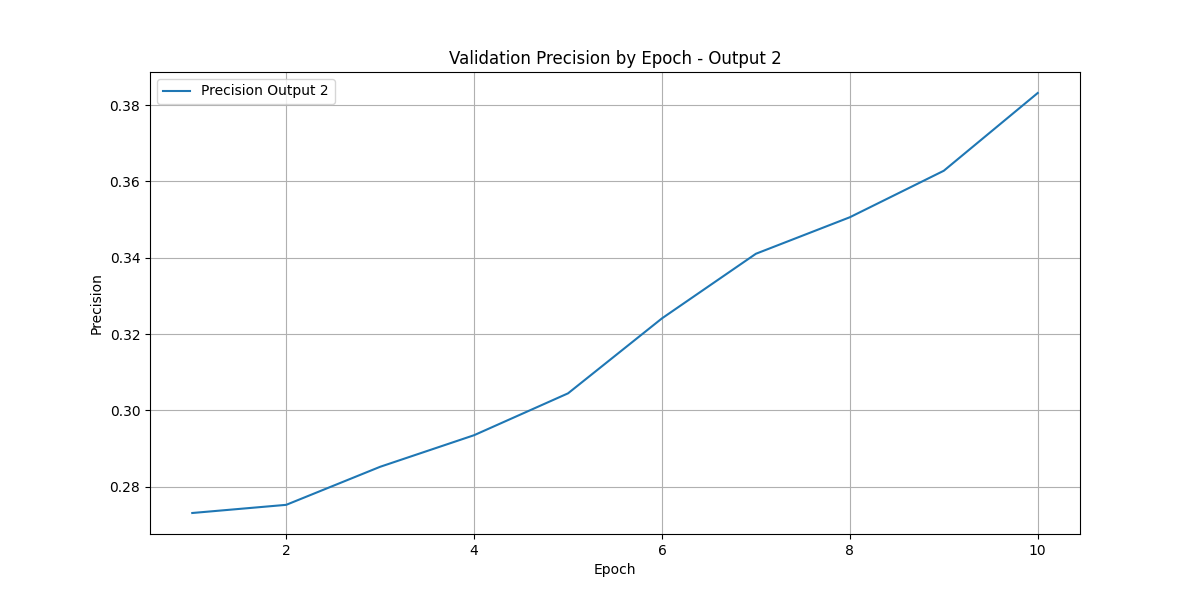 Validation Precision by Epoch - Output 2
Precision Output 2
0.38
0.36
0.34
0.32
0.30
0.28
Precision
2 4 6 8 10
Epoch